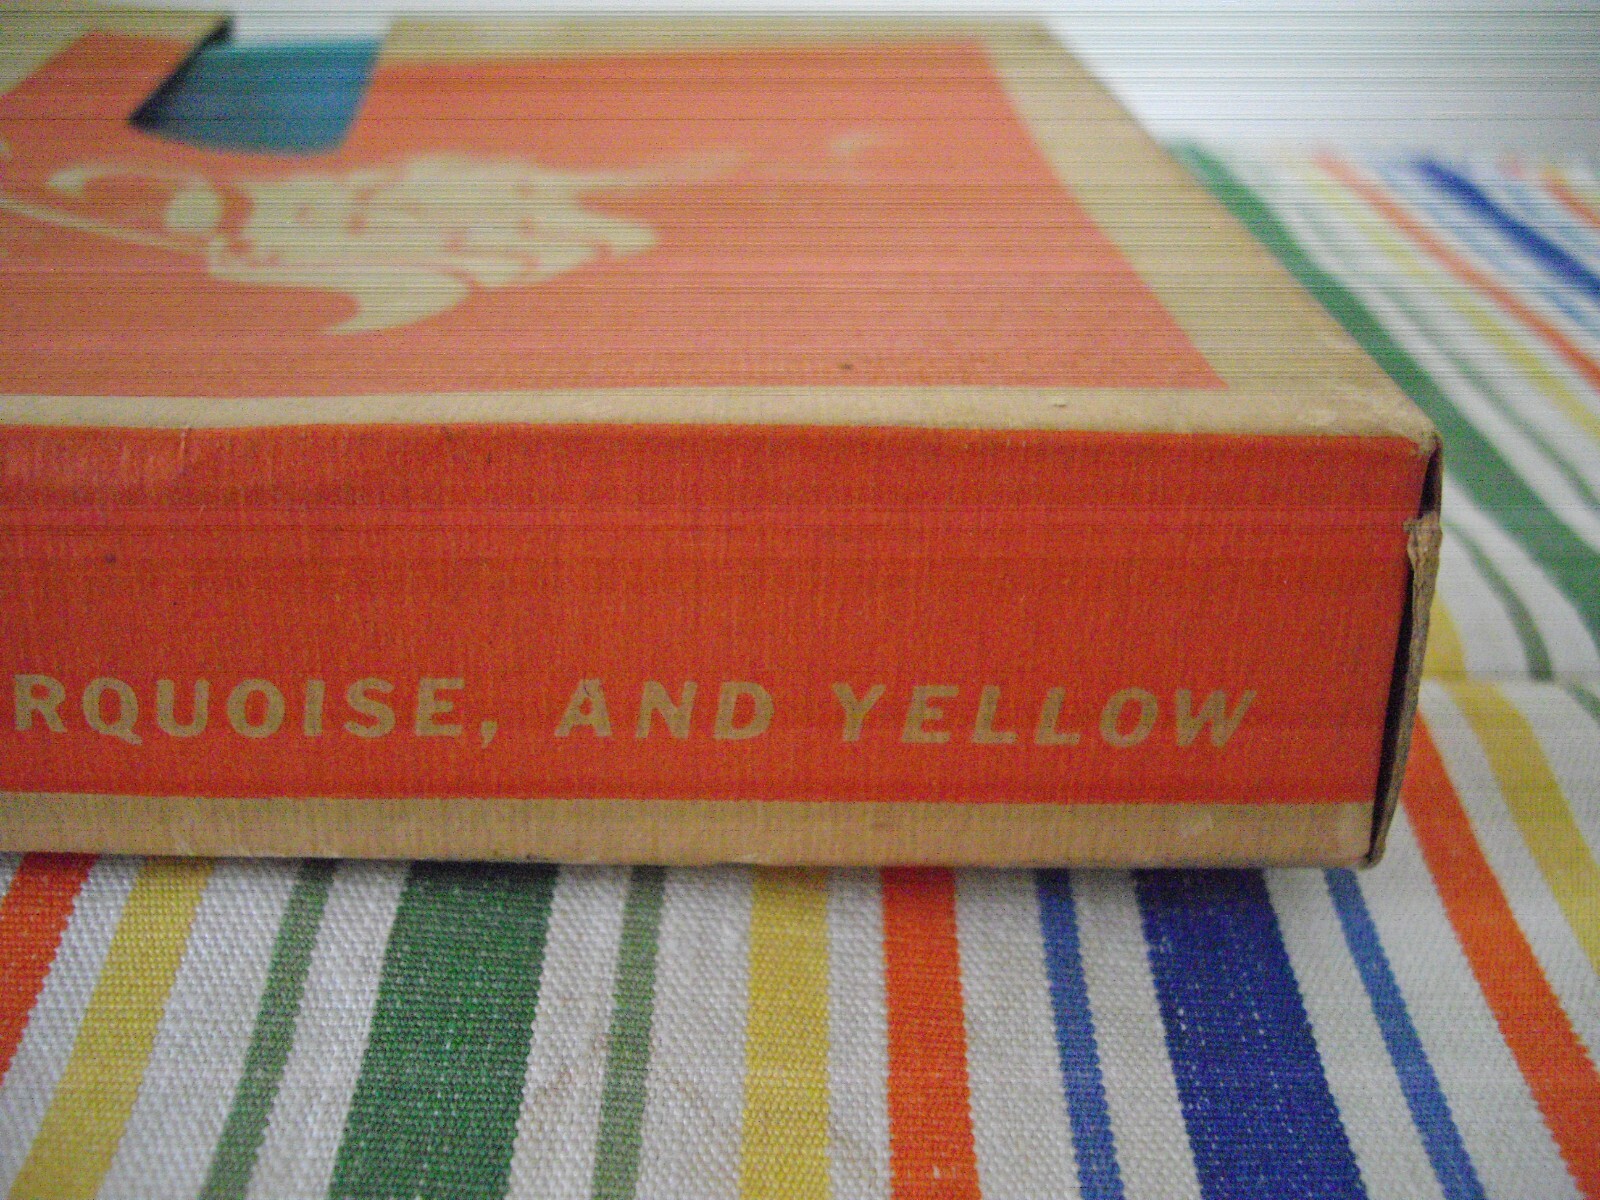 RQUOISE, AND YELLOW